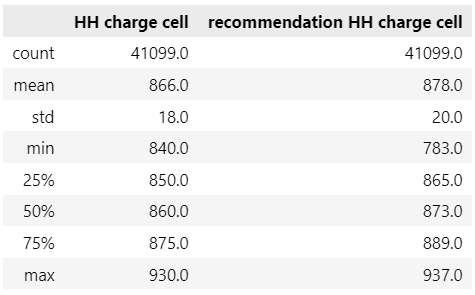 HH charge cell recommendation HH charge cell
count 41099.0 41099.0
mean 866.0 878.0
std 18.0 20.0
min 840.0 783.0
25% 850.0 865.0
50% 860.0 873.0
75% 875.0 889.0
max 930.0 937.0